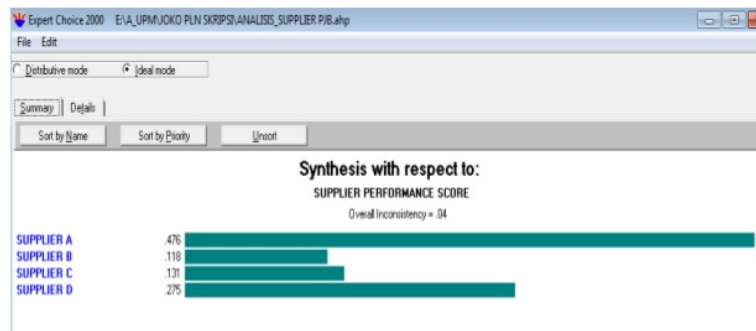 Expert Choice 2000 E:\A_UPM\JOKO PLN SKRIPSI\ANALISIS_SUPPLIER PJB.ahp
File Edit
Distributive mode Ideal mode
Summary Details
Sort by Name Sort by Priority Unsort
Synthesis with respect to:
SUPPLIER PERFORMANCE SCORE
Overall Inconsistency = .04
SUPPLIER A .476
SUPPLIER B .118
SUPPLIER C .131
SUPPLIER D .275